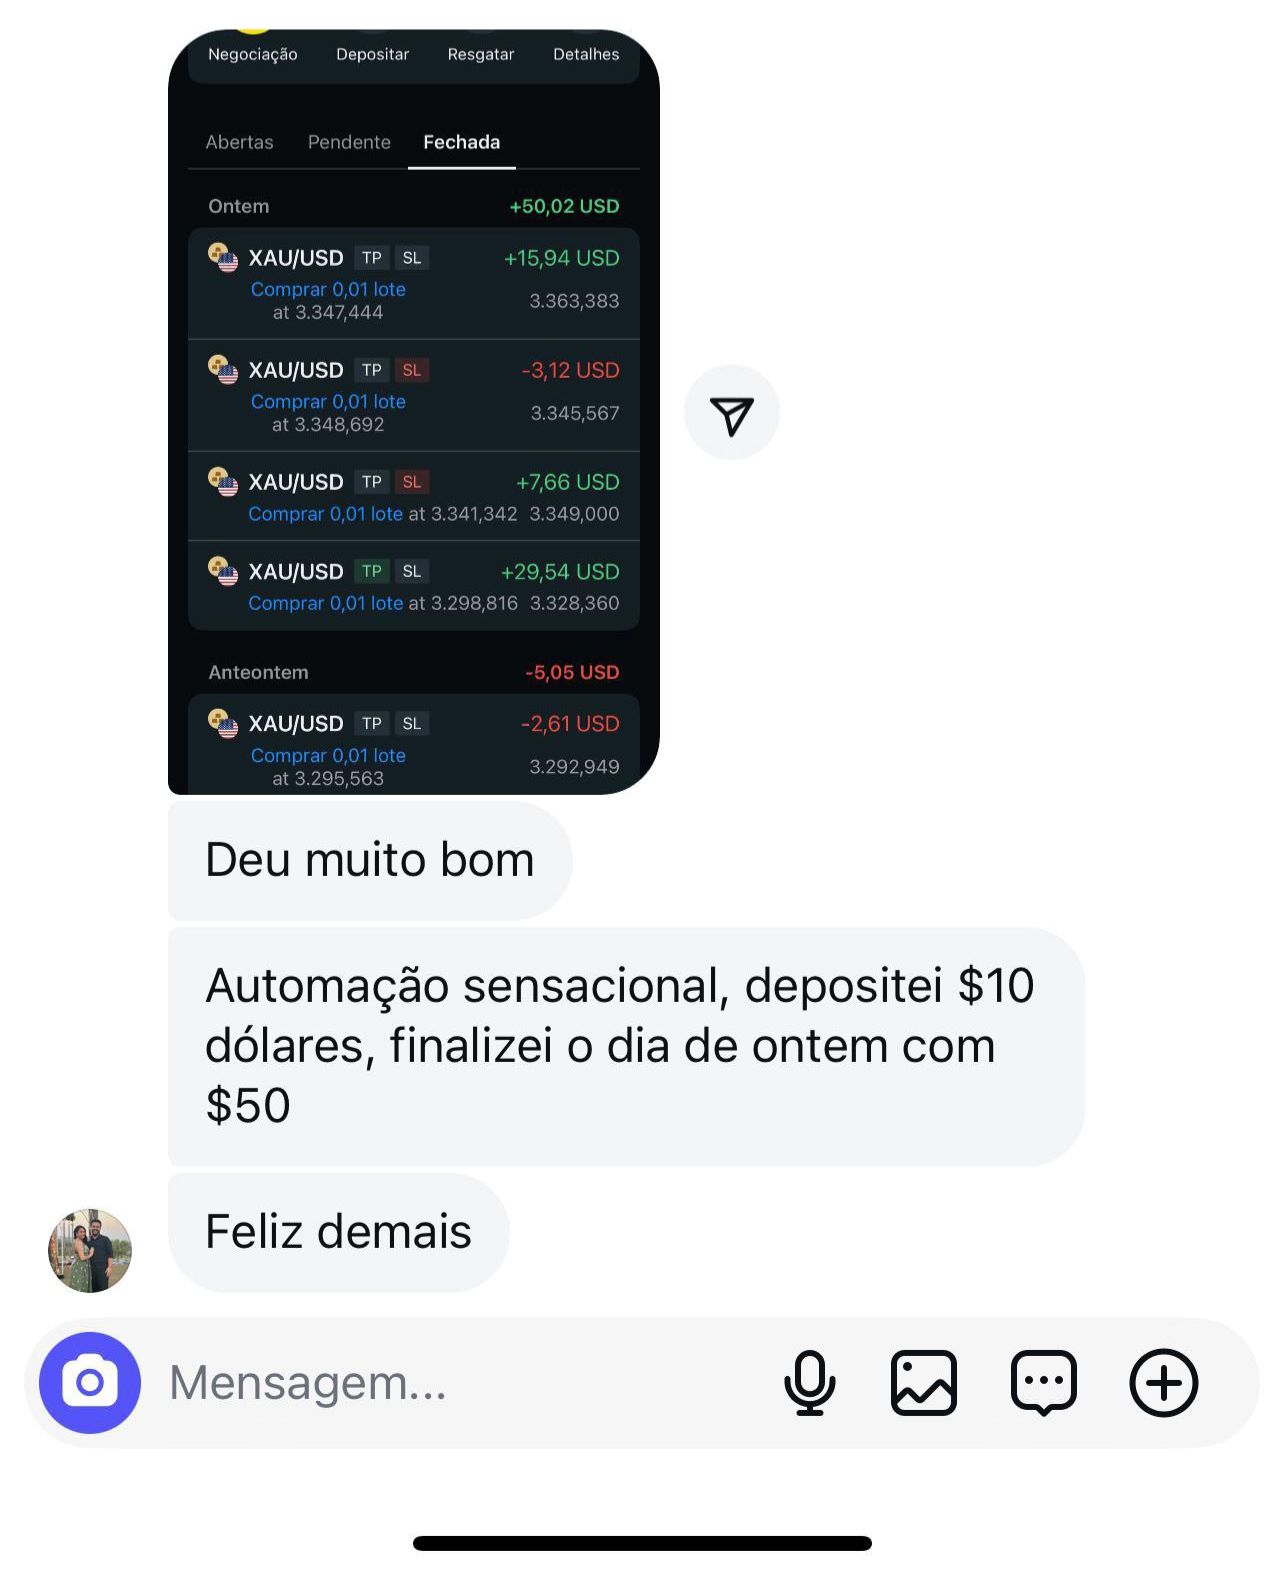 Negociação Depositar Resgatar Detalhes
Abertas Pendente Fechada
Ontem +50,02 USD
XAU/USD TP SL +15,94 USD
Comprar 0,01 lote
at 3.347,444 3.363,383
XAU/USD TP SL -3,12 USD
Comprar 0,01 lote
at 3.348,692 3.345,567
XAU/USD TP SL +7,66 USD
Comprar 0,01 lote at 3.341,342 3.349,000
XAU/USD TP SL +29,54 USD
Comprar 0,01 lote at 3.298,816 3.328,360
Anteontem -5,05 USD
XAU/USD TP SL -2,61 USD
Comprar 0,01 lote
at 3.295,563 3.292,949
Deu muito bom
Automação sensacional, depositei $10
dólares, finalizei o dia de ontem com
$50
Feliz demais
Mensagem...